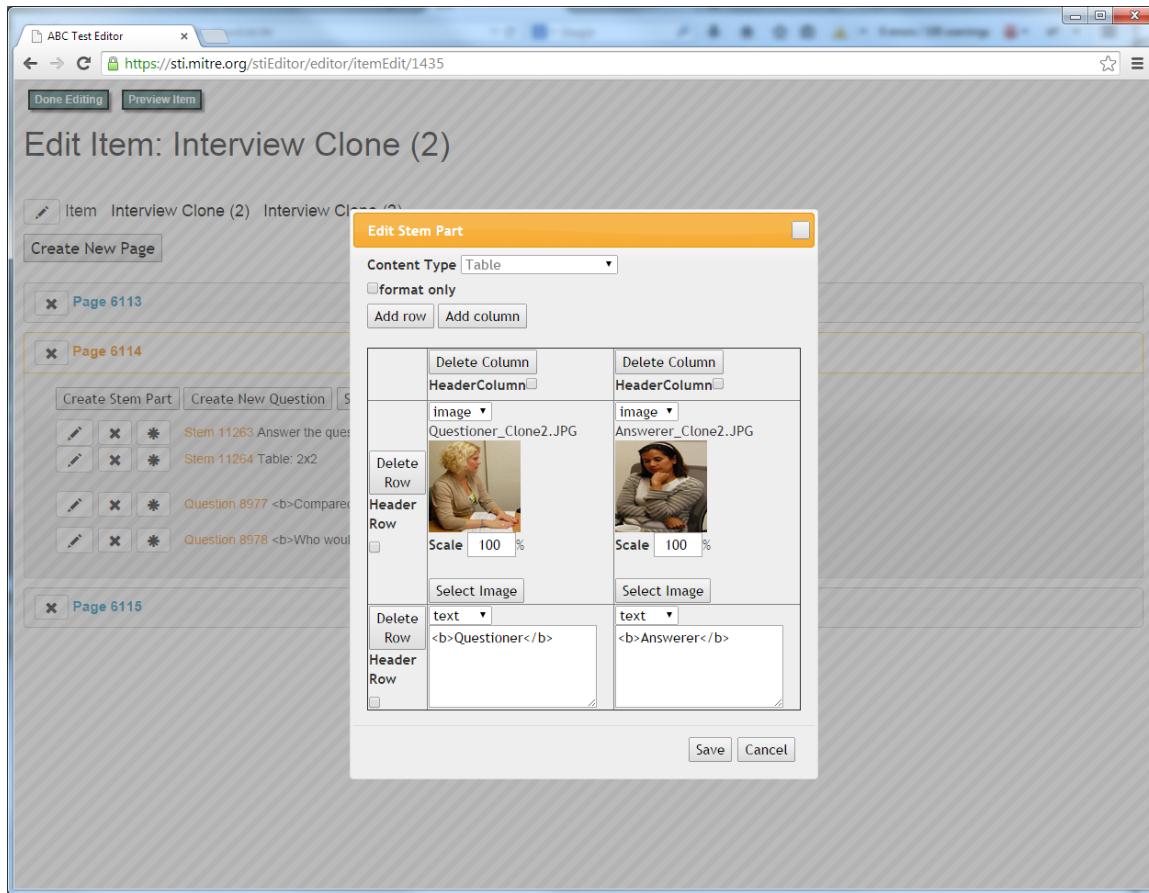 ABC Test Editor
https://sti.mitre.org/stiEditor/editor/itemEdit/1435
Done Editing Preview Item
Edit Item: Interview Clone (2)
Item Interview Clone (2) Interview Clone (2)
Create New Page
Page 6113
Page 6114
Create Stem Part Create New Question S
Stem 11263 Answer the ques
Stem 11264 Table: 2x2
Question 8977 <b>Compared
Question 8978 <b>Who woul
Page 6115
Edit Stem Part
Content Type Table
format only
Add row Add column
Delete Column Delete Column
HeaderColumn HeaderColumn
image image
Questioner_Clone2.JPG Answerer_Clone2.JPG
Delete
Row
Header
Row
Scale 100 % Scale 100 %
Select Image Select Image
Delete
Row
Header
Row
text text
<b>Questioner</b> <b>Answerer</b>
Save Cancel